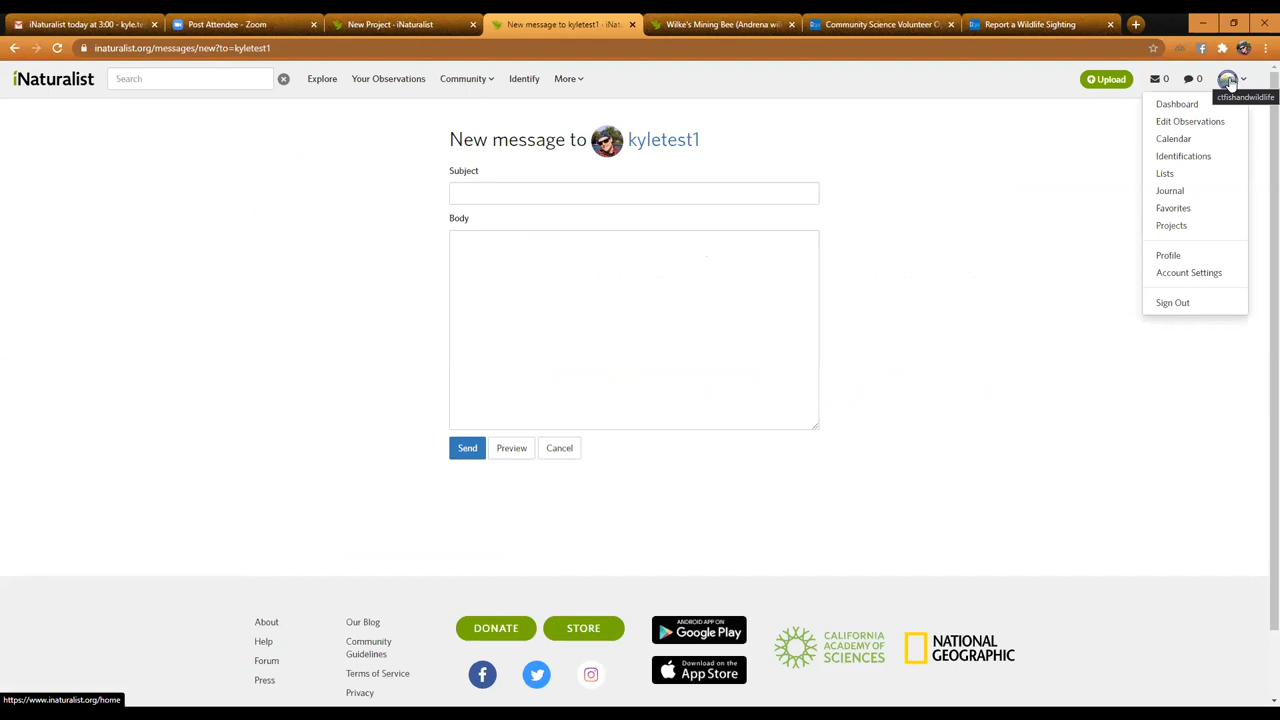 iNaturalist today at 3:00 - kyle.te
Post Attendee - Zoom
New Project - iNaturalist
New message to kyletest1 - iNat
Wilke's Mining Bee (Andrena wil
Community Science Volunteer O
Report a Wildlife Sighting
inaturalist.org/messages/new?to=kyletest1
iNaturalist
Search
Explore
Your Observations
Community
Identify
More
Upload
0
0
ctfishandwildlife
Dashboard
Edit Observations
Calendar
Identifications
Lists
Journal
Favorites
Projects
Profile
Account Settings
Sign Out
New message to kyletest1
Subject
Body
Send
Preview
Cancel
About
Help
Forum
Press
Our Blog
Community
Guidelines
Terms of Service
Privacy
DONATE
STORE
ANDROID APP ON
Google Play
Download on the
App Store
CALIFORNIA
ACADEMY OF
SCIENCES
NATIONAL
GEOGRAPHIC
https://www.inaturalist.org/home